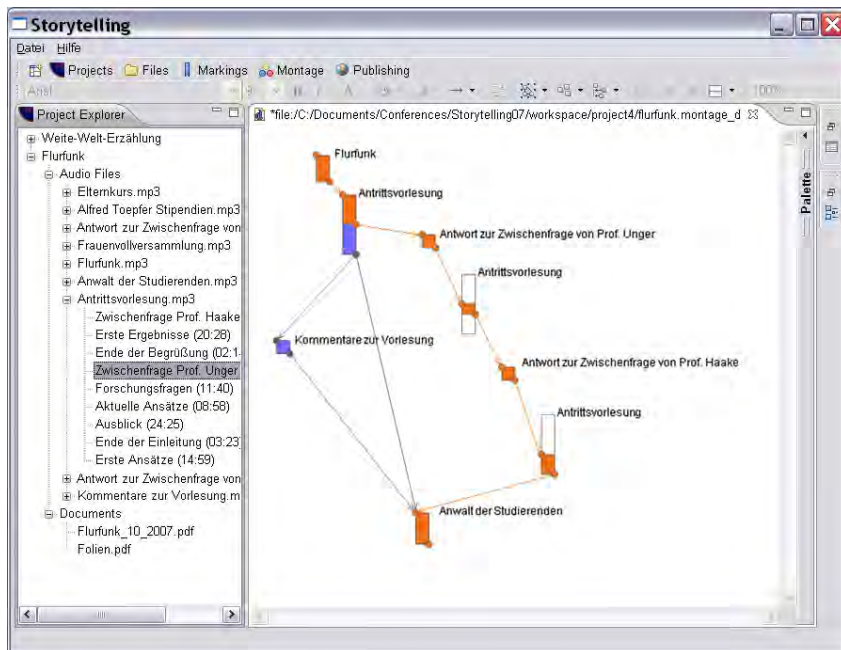 Storytelling
Datei Hilfe
Projects Files Markings Montage Publishing
Arial 9 B I A 100%
Project Explorer
*file:/C:/Documents/Conferences/Storytelling07/workspace/project4/flurfunk.montage_d
Weite-Welt-Erzählung
Flurfunk
Audio Files
Elternkurs.mp3
Alfred Toepfer Stipendien.mp3
Antwort zur Zwischenfrage von
Frauenvollversammlung.mp3
Flurfunk.mp3
Anwalt der Studierenden.mp3
Antrittsvorlesung.mp3
Zwischenfrage Prof. Haake
Erste Ergebnisse (20:28)
Ende der Begrüßung (02:1
Zwischenfrage Prof. Unger
Forschungsfragen (11:40)
Aktuelle Ansätze (08:58)
Ausblick (24:25)
Ende der Einleitung (03:23)
Erste Ansätze (14:59)
Antwort zur Zwischenfrage von
Kommentare zur Vorlesung.m
Documents
Flurfunk_10_2007.pdf
Folien.pdf
Flurfunk
Antrittsvorlesung
Antwort zur Zwischenfrage von Prof. Unger
Antrittsvorlesung
Kommentare zur Vorlesung
Antwort zur Zwischenfrage von Prof. Haake
Antrittsvorlesung
Anwalt der Studierenden
Palette